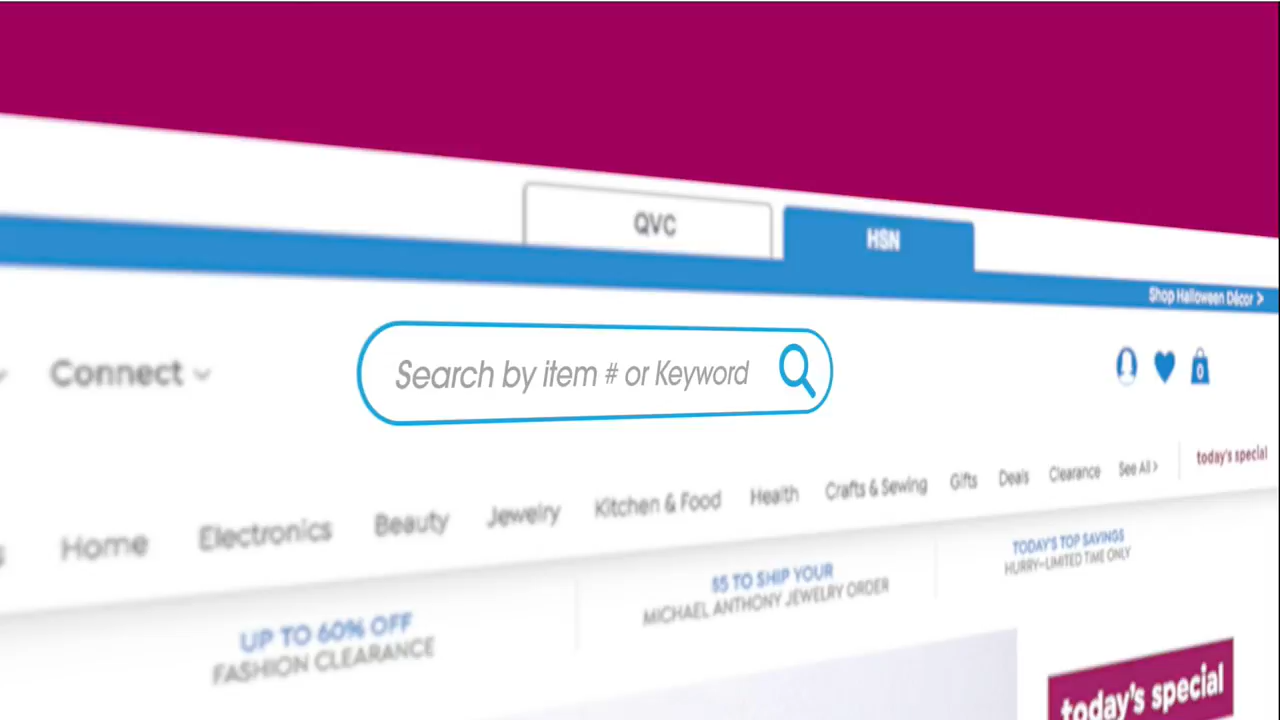 QVC
HSN
Shop Halloween Décor >
Connect
Search by item # or Keyword
0
Home Electronics Beauty Jewelry Kitchen & Food Health Crafts & Sewing Gifts Deals Clearance See All > today's special
UP TO 60% OFF
FASHION CLEARANCE
$5 TO SHIP YOUR
MICHAEL ANTHONY JEWELRY ORDER
TODAY'S TOP SAVINGS
HURRY–LIMITED TIME ONLY
today's special